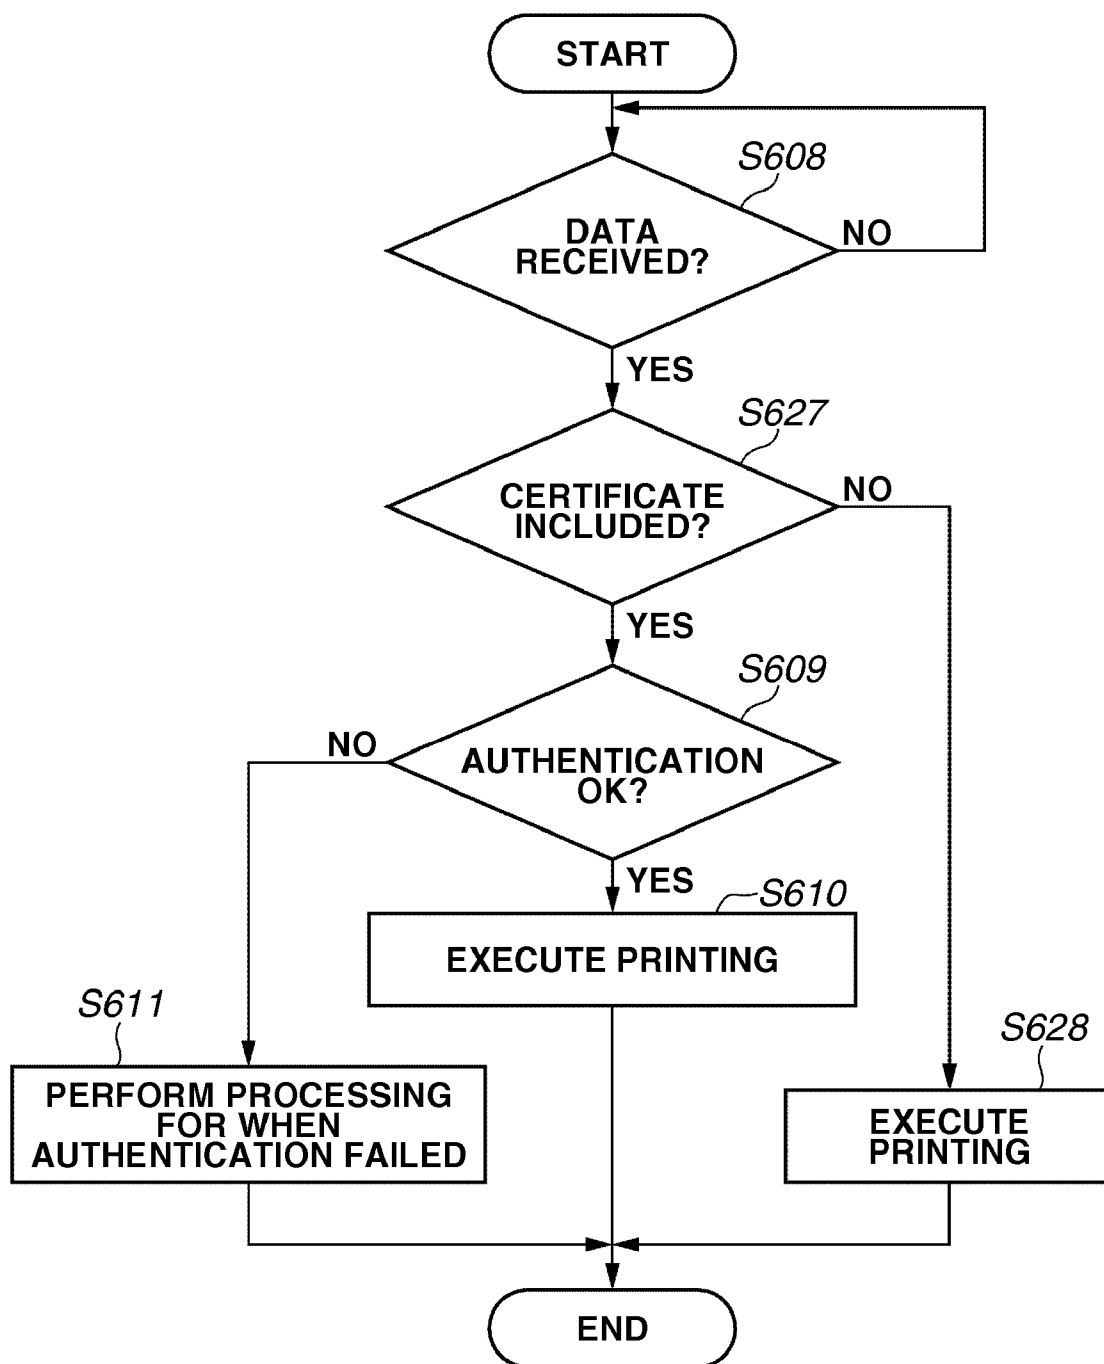 START
S608
DATA
RECEIVED?
NO
YES
S627
CERTIFICATE
INCLUDED?
NO
YES
S609
NO
AUTHENTICATION
OK?
YES
S610
EXECUTE PRINTING
S611
PERFORM PROCESSING
FOR WHEN
AUTHENTICATION FAILED
S628
EXECUTE
PRINTING
END